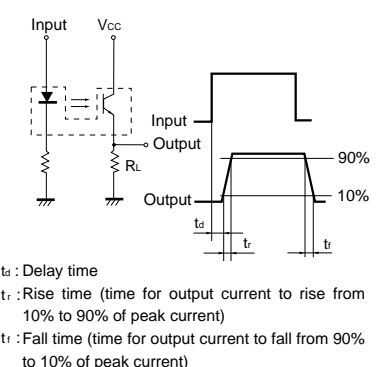 Input
Vcc
Input
Output
RL
90%
Output
10%
td
tr
tf
td : Delay time
tr : Rise time (time for output current to rise from
10% to 90% of peak current)
tf : Fall time (time for output current to fall from 90%
to 10% of peak current)